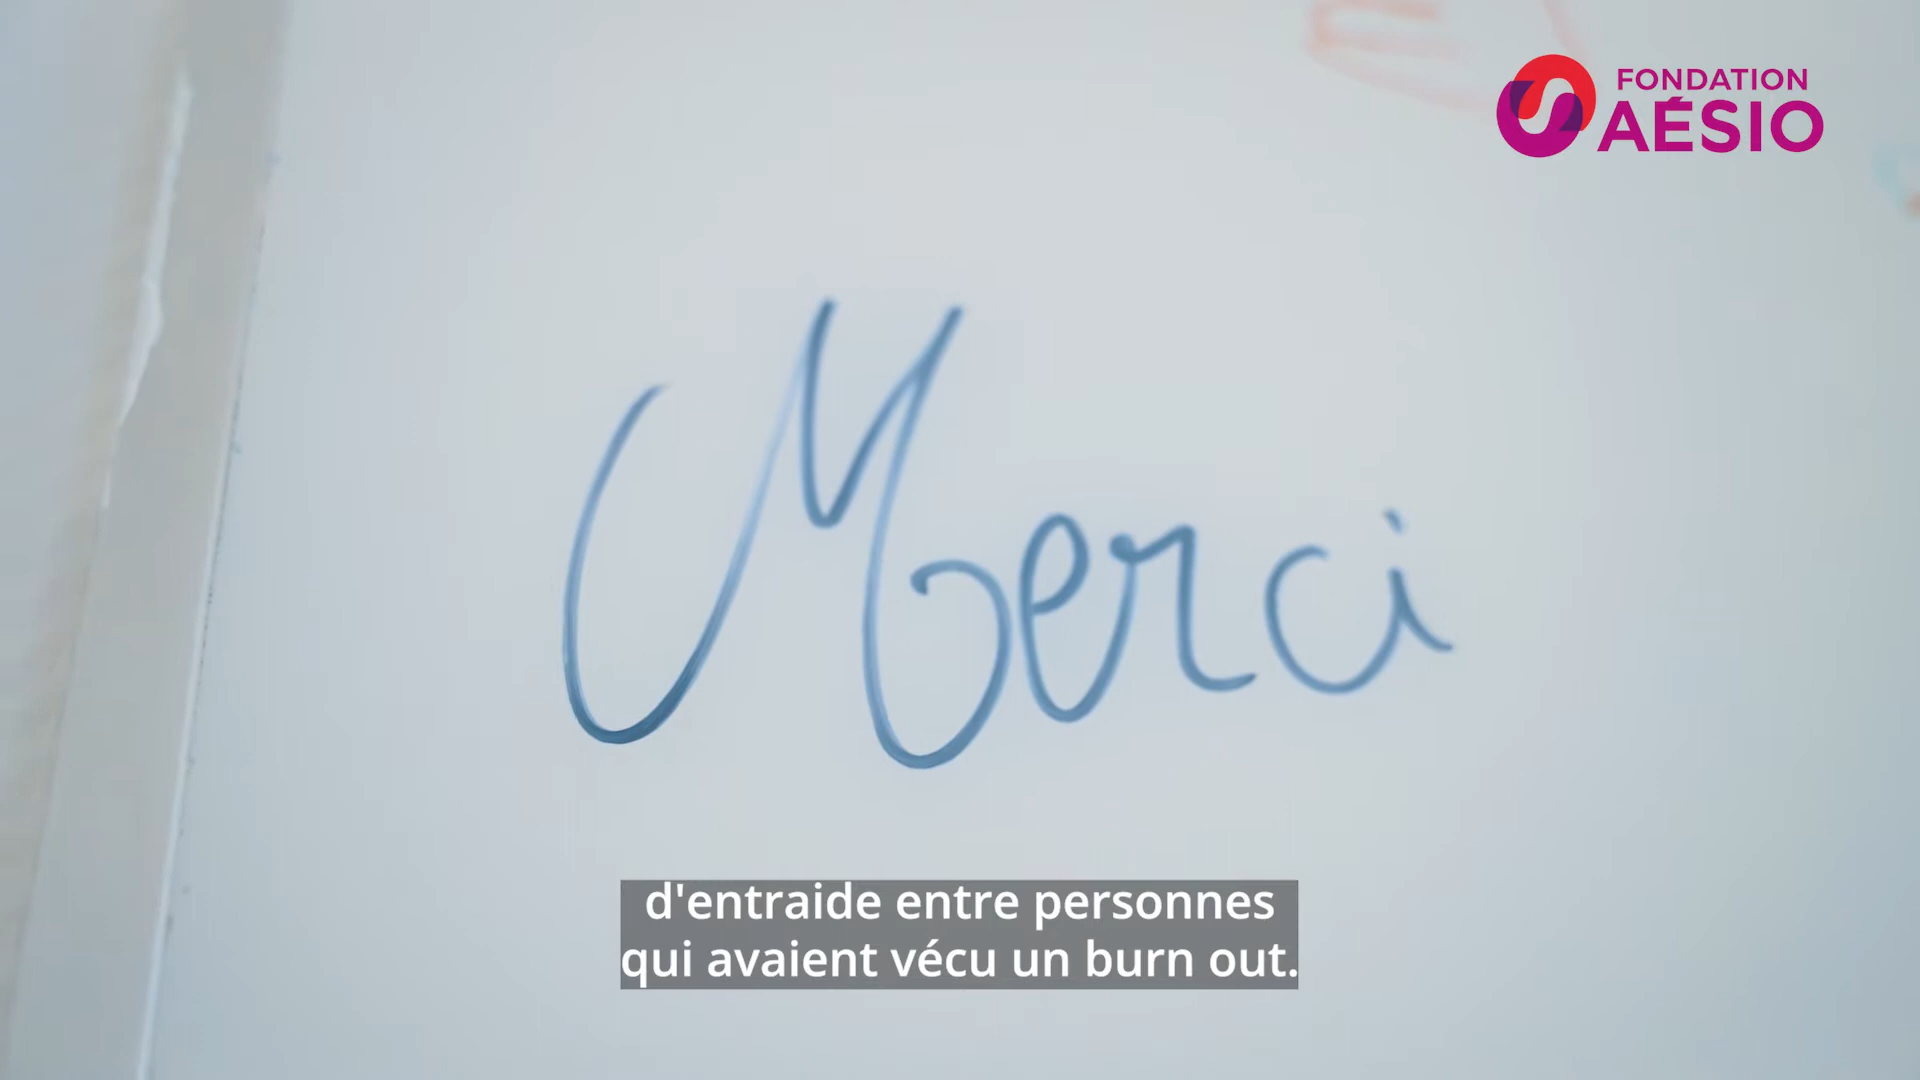 FONDATION
AÉSIO
Merci
d'entraide entre personnes
qui avaient vécu un burn out.